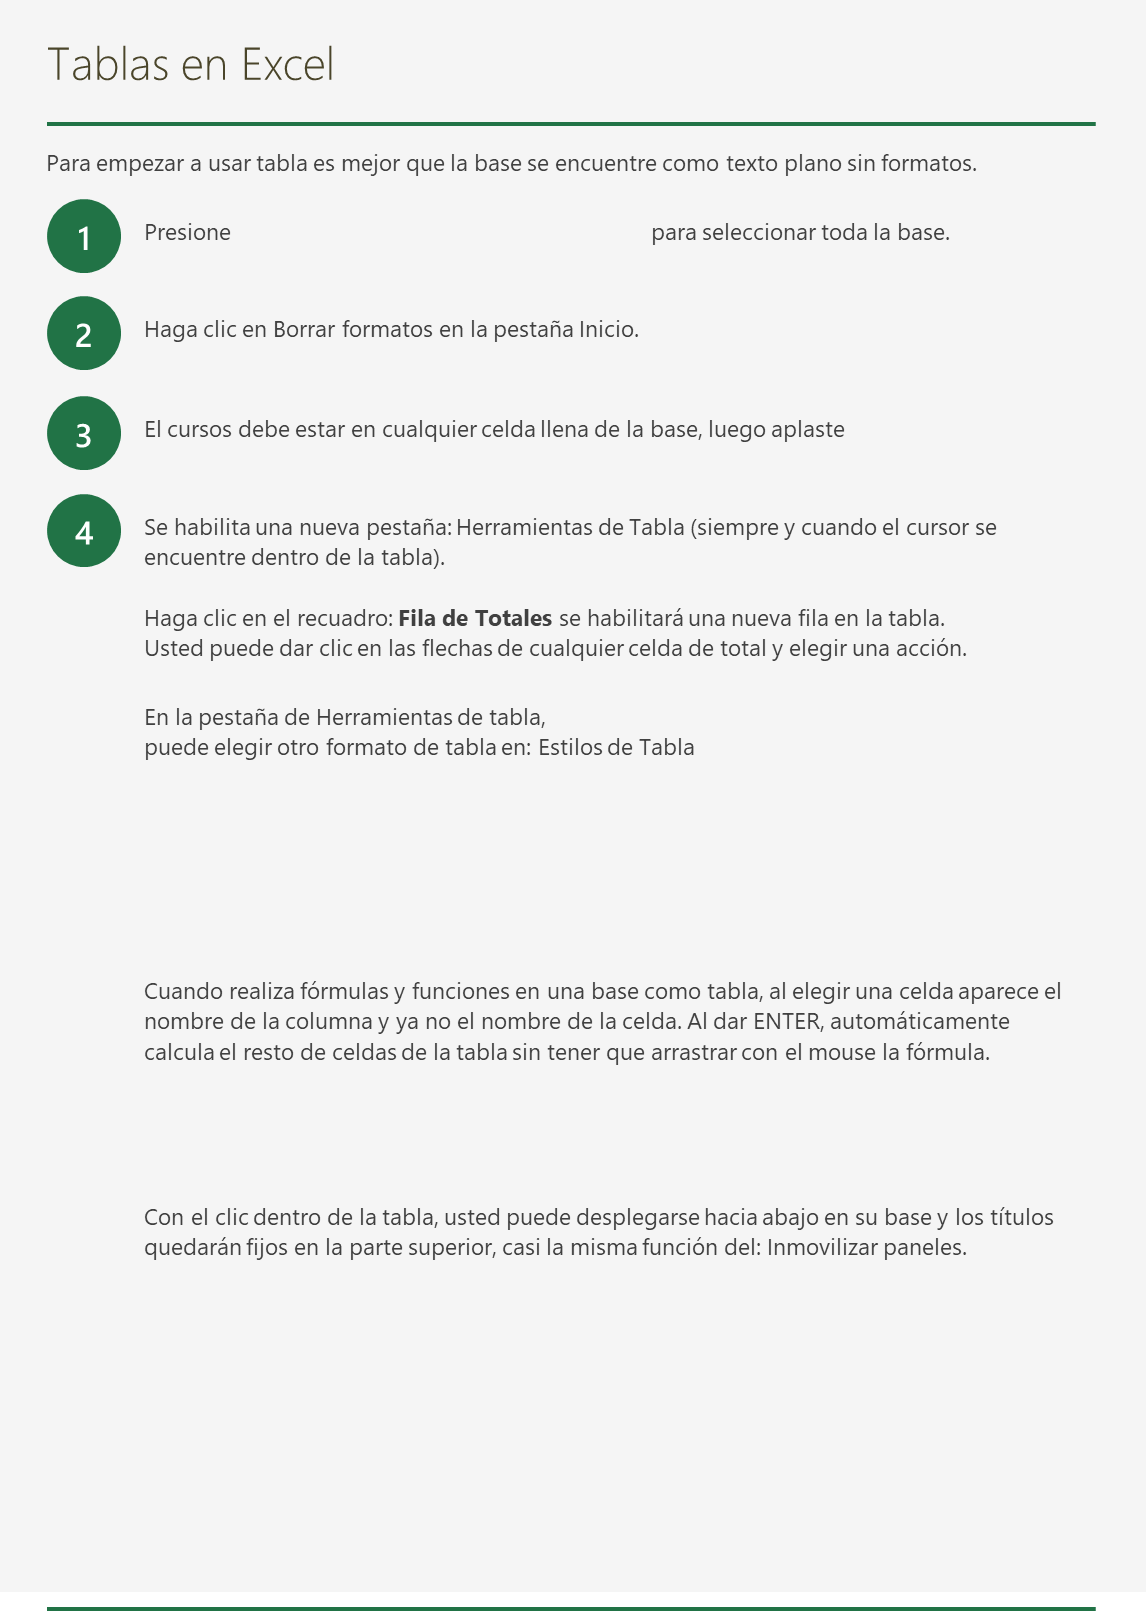 Tablas en Excel
Para empezar a usar tabla es mejor que la base se encuentre como texto plano sin formatos.
1 Presione para seleccionar toda la base.
2 Haga clic en Borrar formatos en la pestaña Inicio.
3 El cursos debe estar en cualquier celda llena de la base, luego aplaste
4 Se habilita una nueva pestaña: Herramientas de Tabla (siempre y cuando el cursor se
encuentre dentro de la tabla).
Haga clic en el recuadro: Fila de Totales se habilitará una nueva fila en la tabla.
Usted puede dar clic en las flechas de cualquier celda de total y elegir una acción.
En la pestaña de Herramientas de tabla,
puede elegir otro formato de tabla en: Estilos de Tabla
Cuando realiza fórmulas y funciones en una base como tabla, al elegir una celda aparece el
nombre de la columna y ya no el nombre de la celda. Al dar ENTER, automáticamente
calcula el resto de celdas de la tabla sin tener que arrastrar con el mouse la fórmula.
Con el clic dentro de la tabla, usted puede desplegarse hacia abajo en su base y los títulos
quedarán fijos en la parte superior, casi la misma función del: Inmovilizar paneles.